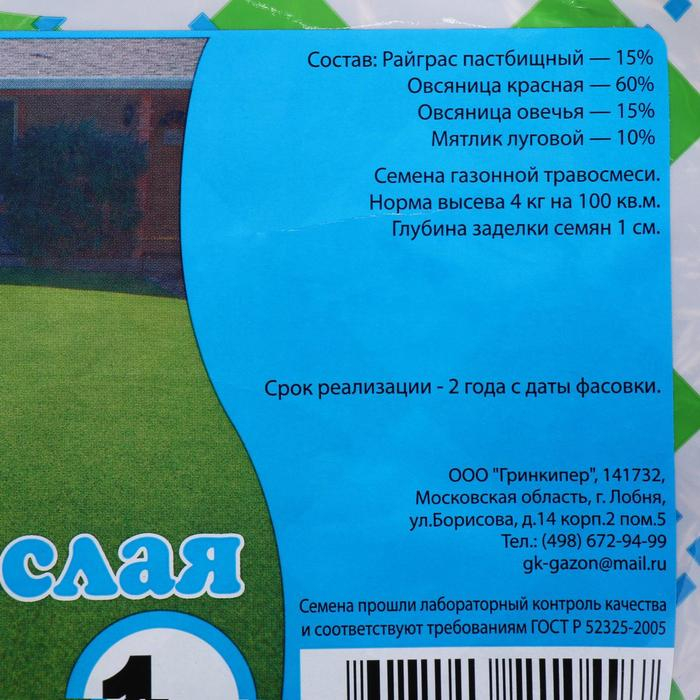 Состав: Райграс пастбищный — 15%
Овсяница красная — 60%
Овсяница овечья — 15%
Мятлик луговой — 10%
Семена газонной травосмеси.
Норма высева 4 кг на 100 кв.м.
Глубина заделки семян 1 см.
Срок реализации - 2 года с даты фасовки.
ООО "Гринкипер", 141732,
Московская область, г. Лобня,
ул.Борисова, д.14 корп.2 пом.5
Тел.: (498) 672-94-99
gk-gazon@mail.ru
слая
Семена прошли лабораторный контроль качества
и соответствуют требованиям ГОСТ Р 52325-2005
1